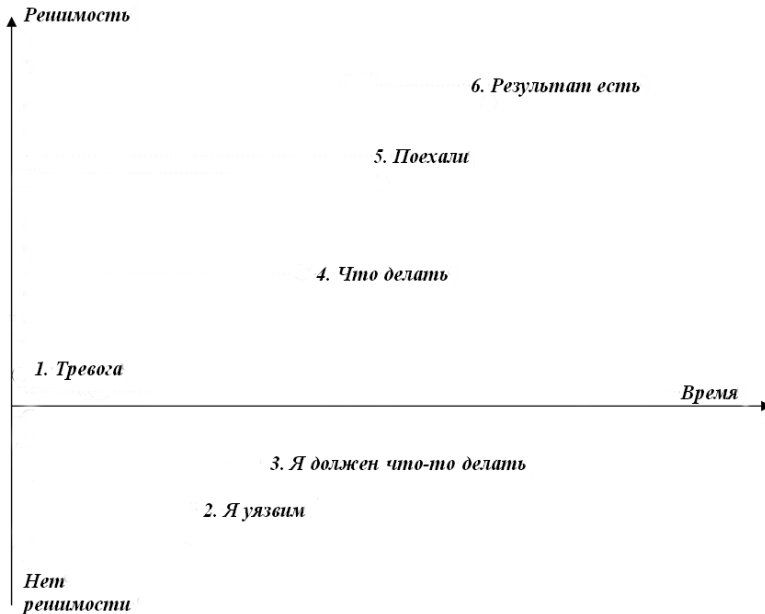 Решимость
6. Результат есть
5. Поехали
4. Что делать
1. Тревога
Время
3. Я должен что-то делать
2. Я уязвим
Нет
решимости